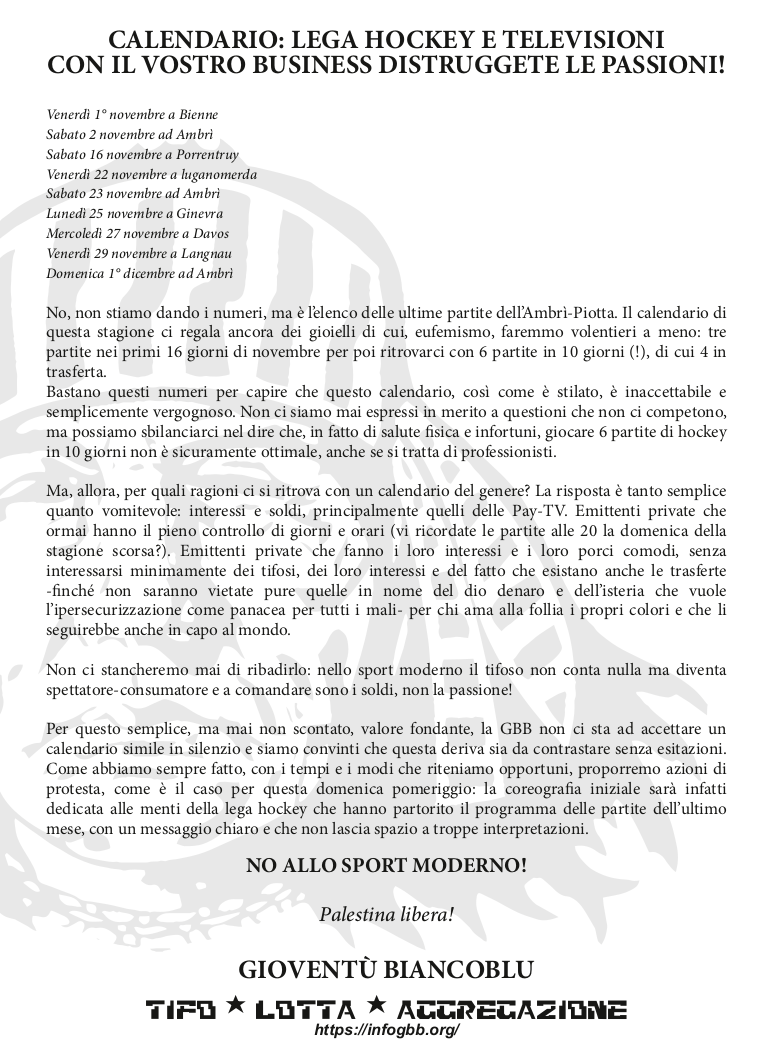 CALENDARIO: LEGA HOCKEY E TELEVISIONI
CON IL VOSTRO BUSINESS DISTRUGGETE LE PASSIONI!
Venerdì 1° novembre a Bienne
Sabato 2 novembre ad Ambrì
Sabato 16 novembre a Porrentruy
Venerdì 22 novembre a luganomerda
Sabato 23 novembre ad Ambrì
Lunedì 25 novembre a Ginevra
Mercoledì 27 novembre a Davos
Venerdì 29 novembre a Langnau
Domenica 1° dicembre ad Ambrì
No, non stiamo dando i numeri, ma è l'elenco delle ultime partite dell'Ambrì-Piotta. Il calendario di
questa stagione ci regala ancora dei gioielli di cui, eufemismo, faremmo volentieri a meno: tre
partite nei primi 16 giorni di novembre per poi ritrovarci con 6 partite in 10 giorni (!), di cui 4 in
trasferta.
Bastano questi numeri per capire che questo calendario, così come è stilato, è inaccettabile e
semplicemente vergognoso. Non ci siamo mai espressi in merito a questioni che non ci competono,
ma possiamo sbilanciarci nel dire che, in fatto di salute fisica e infortuni, giocare 6 partite di hockey
in 10 giorni non è sicuramente ottimale, anche se si tratta di professionisti.
Ma, allora, per quali ragioni ci si ritrova con un calendario del genere? La risposta è tanto semplice
quanto vomitevole: interessi e soldi, principalmente quelli delle Pay-TV. Emittenti private che
ormai hanno il pieno controllo di giorni e orari (vi ricordate le partite alle 20 la domenica della
stagione scorsa?). Emittenti private che fanno i loro interessi e i loro porci comodi, senza
interessarsi minimamente dei tifosi, dei loro interessi e del fatto che esistano anche le trasferte
-finché non saranno vietate pure quelle in nome del dio denaro e dell'isteria che vuole
l'ipersecurizzazione come panacea per tutti i mali- per chi ama alla follia i propri colori e che li
seguirebbe anche in capo al mondo.
Non ci stancheremo mai di ribadirlo: nello sport moderno il tifoso non conta nulla ma diventa
spettatore-consumatore e a comandare sono i soldi, non la passione!
Per questo semplice, ma mai non scontato, valore fondante, la GBB non ci sta ad accettare un
calendario simile in silenzio e siamo convinti che questa deriva sia da contrastare senza esitazioni.
Come abbiamo sempre fatto, con i tempi e i modi che riteniamo opportuni, proporremo azioni di
protesta, come è il caso per questa domenica pomeriggio: la coreografia iniziale sarà infatti
dedicata alle menti della lega hockey che hanno partorito il programma delle partite dell'ultimo
mese, con un messaggio chiaro e che non lascia spazio a troppe interpretazioni.
NO ALLO SPORT MODERNO!
Palestina libera!
GIOVENTÙ BIANCOBLU
TIFO ★ LOTTA ★ AGGREGAZIONE
https://infogbb.org/